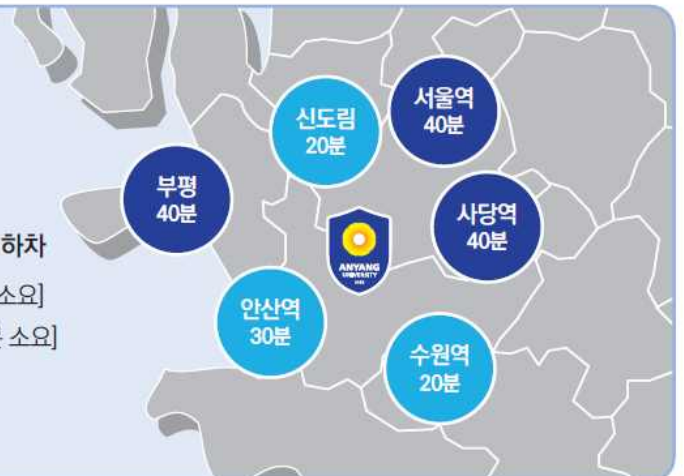 서울역
40분
신도림
20분
부평
40분
사당역
40분
하차
소요]
소요]
안산역
30분
수원역
20분
ANYANG
UNIVERSITY